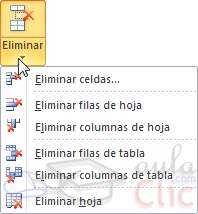 Eliminar
Eliminar celdas...
Eliminar filas de hoja
Eliminar columnas de hoja
Eliminar filas de tabla
Eliminar columnas de tabla
Eliminar hoja
aula
Clic